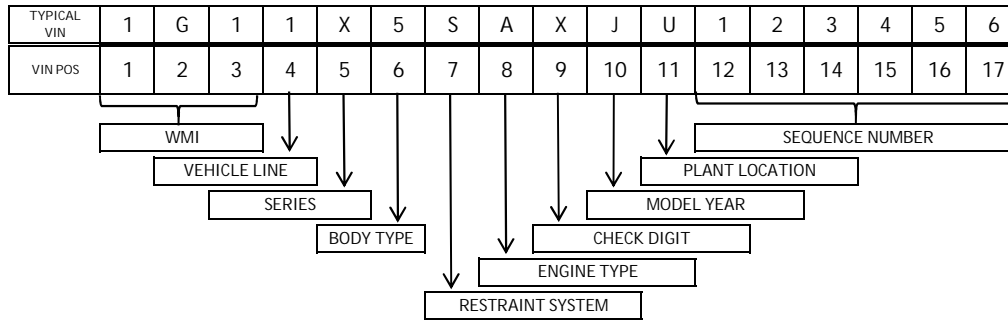 TYPICAL VIN 1 G 1 1 X 5 S A X J U 1 2 3 4 5 6
VIN POS 1 2 3 4 5 6 7 8 9 10 11 12 13 14 15 16 17
WMI SEQUENCE NUMBER
VEHICLE LINE PLANT LOCATION
SERIES MODEL YEAR
BODY TYPE CHECK DIGIT
ENGINE TYPE
RESTRAINT SYSTEM